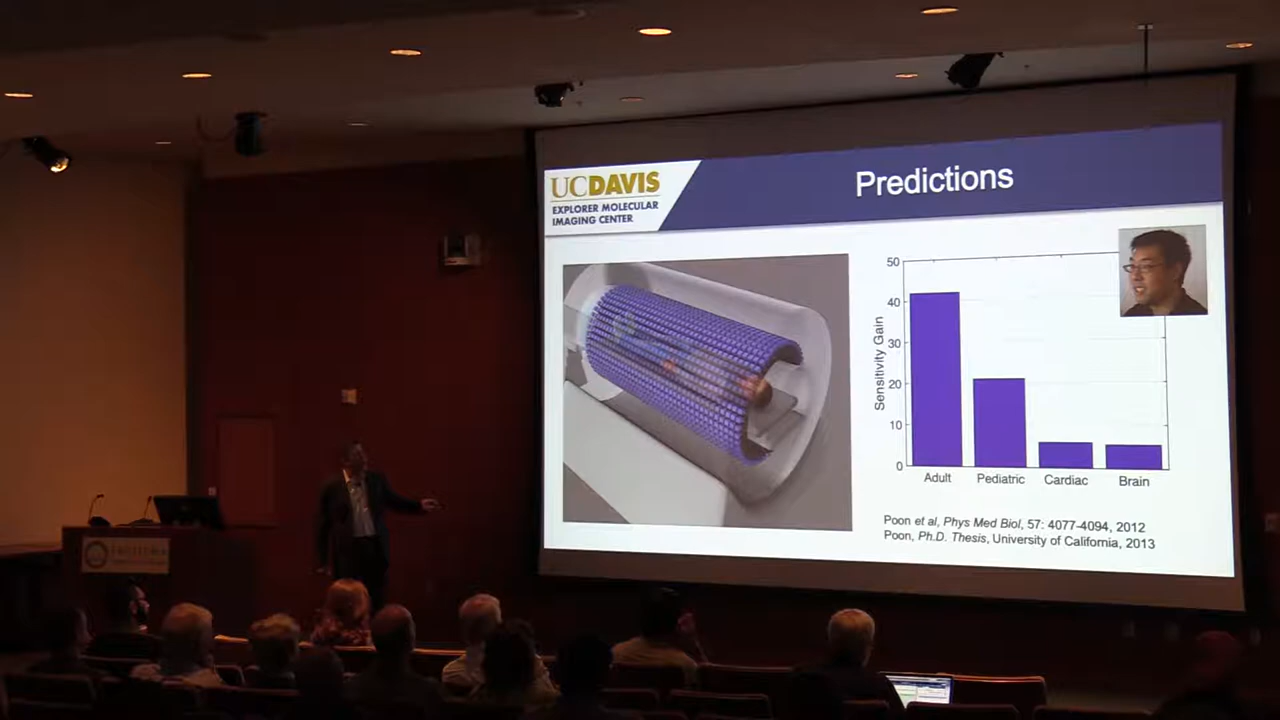 UCDAVIS
EXPLORER MOLECULAR
IMAGING CENTER
Predictions
50
40
30
20
10
0
Sensitivity Gain
Adult
Pediatric
Cardiac
Brain
Poon et al, Phys Med Biol, 57: 4077-4094, 2012
Poon, Ph.D. Thesis, University of California, 2013